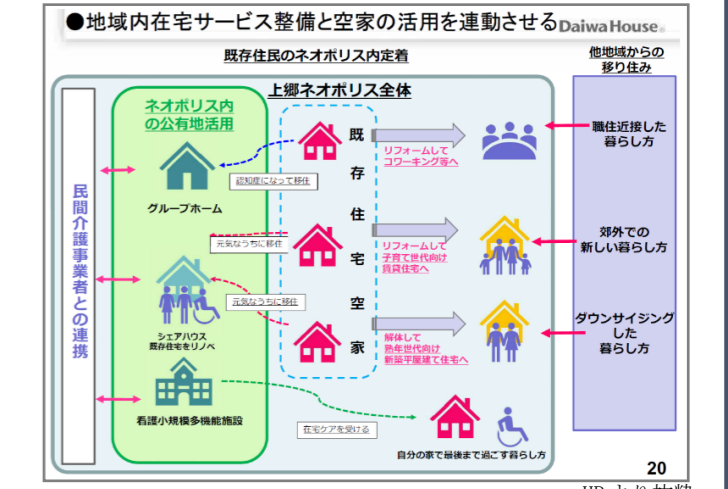 ●地域内在宅サービス整備と空家の活用を連動させる
Daiwa House®
既存住民のネオポリス内定着
他地域からの
移り住み
上郷ネオポリス全体
ネオポリス内
の公有地活用
民間介護事業者との連携
グループホーム
シェアハウス
既存住宅をリノベ
看護小規模多機能施設
認知症になって移住
元気なうちに移住
元気なうちに移住
在宅ケアを受ける
既存住宅空家
リフォームして
コワーキング等へ
リフォームして
子育て世代向け
賃貸住宅へ
解体して
熟年世代向け
新築平屋建て住宅へ
自分の家で最後まで過ごす暮らし方
職住近接した
暮らし方
郊外での
新しい暮らし方
ダウンサイジング
した
暮らし方
20